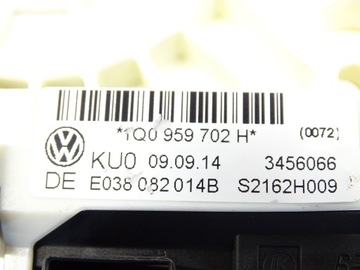 *1Q0 959 702 H* (0072)
KU0 09.09.14 3456066
DE E038 082 014B S2162H009